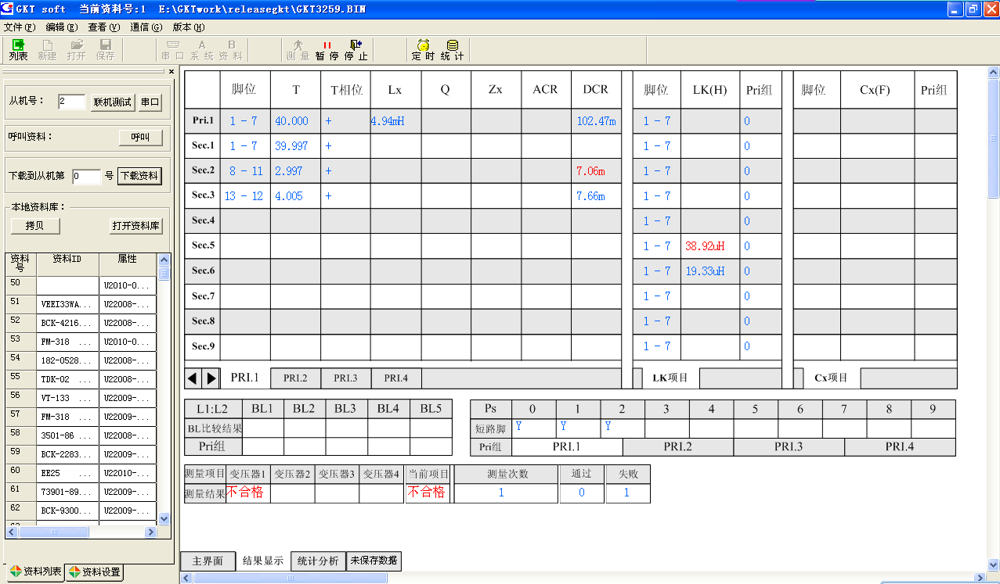 GKT soft 当前资料号:1 E:\GKTwork\releasegkt\GKT3259.BIN
文件(F) 编辑(E) 查看(V) 通信(G) 版本(H)
列表 新建 打开 保存 串口 系统 资料 测量 暂停 停止 定时 统计
从机号： 2 联机测试 串口
呼叫资料： 呼叫
下载到从机第 0 号 下载资料
本地资料库：
拷贝 打开资料库
资料号 资料ID 属性
50 U2010-0...
51 VEEI33WA... U22008-...
52 BCK-4216... U22008-...
53 FM-318 ... U2010-0...
54 182-0528... U22008-...
55 TDK-02 ... U22008-...
56 VT-133 ... U22009-...
57 FM-318 ... U22009-...
58 3501-86 ... U22008-...
59 BCK-2283... U22009-...
60 EE25 ... U22010-...
61 73901-89... U22009-...
62 BCK-9300... U22009-...
资料列表 资料设置
脚位 T T相位 Lx Q Zx ACR DCR 脚位 LK(H) Pri组 脚位 Cx(F) Pri组
Pri.1 1 - 7 40.000 + 4.94mH 102.47m 1 - 7 0
Sec.1 1 - 7 39.997 + 1 - 7 0
Sec.2 8 - 11 2.997 + 7.06m 1 - 7 0
Sec.3 13 - 12 4.005 + 7.66m 1 - 7 0
Sec.4 1 - 7 0
Sec.5 1 - 7 38.92uH 0
Sec.6 1 - 7 19.33uH 0
Sec.7 1 - 7 0
Sec.8 1 - 7 0
Sec.9 1 - 7 0
PRI.1 PRI.2 PRI.3 PRI.4 LK项目 Cx项目
L1:L2 BL1 BL2 BL3 BL4 BL5
BL比较结果
Pri组
Ps 0 1 2 3 4 5 6 7 8 9
短路脚 Y Y Y
Pri组 PRI.1 PRI.2 PRI.3 PRI.4
测量项目 变压器1 变压器2 变压器3 变压器4 当前项目 测量次数 通过 失败
测量结果 不合格 不合格 1 0 1
主界面 结果显示 统计分析 未保存数据